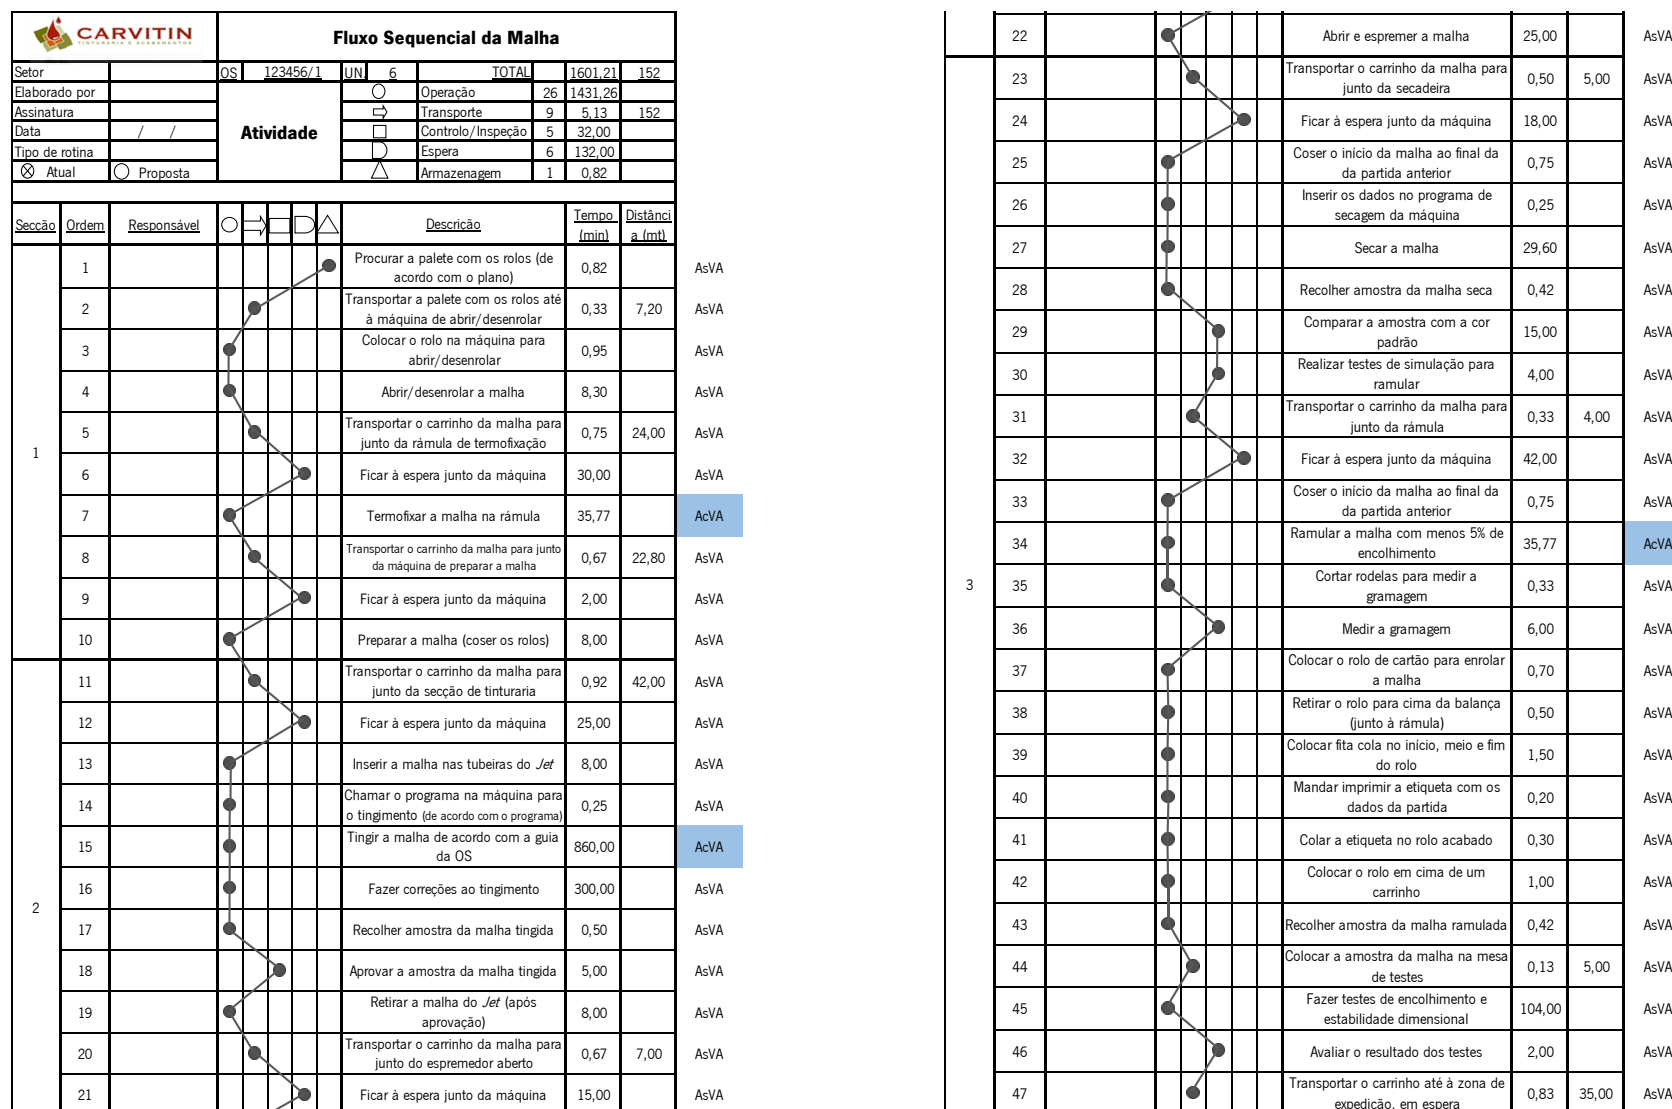 CARVITIN
TINTURARIA E ACABAMENTOS
Fluxo Sequencial da Malha
Setor OS 123456/1 UN. 6 TOTAL 1601,21 152
Elaborado por Operação 26 1431,26
Assinatura Transporte 9 5,13 152
Data / / Atividade Controlo/Inspeção 5 32,00
Tipo de rotina Espera 6 132,00
Atual Proposta Armazenagem 1 0,82
Secção Ordem Responsável Descrição Tempo (min) Distânci a (mt)
1
1 Procurar a palete com os rolos (de acordo com o plano) 0,82 AsVA
2 Transportar a palete com os rolos até à máquina de abrir/desenrolar 0,33 7,20 AsVA
3 Colocar o rolo na máquina para abrir/desenrolar 0,95 AsVA
4 Abrir/desenrolar a malha 8,30 AsVA
5 Transportar o carrinho da malha para junto da rámula de termofixação 0,75 24,00 AsVA
6 Ficar à espera junto da máquina 30,00 AsVA
7 Termofixar a malha na rámula 35,77 AcVA
8 Transportar o carrinho da malha para junto da máquina de preparar a malha 0,67 22,80 AsVA
9 Ficar à espera junto da máquina 2,00 AsVA
10 Preparar a malha (coser os rolos) 8,00 AsVA
2
11 Transportar o carrinho da malha para junto da secção de tinturaria 0,92 42,00 AsVA
12 Ficar à espera junto da máquina 25,00 AsVA
13 Inserir a malha nas tubeiras do Jet 8,00 AsVA
14 Chamar o programa na máquina para o tingimento (de acordo com o programa) 0,25 AsVA
15 Tingir a malha de acordo com a guia da OS 860,00 AcVA
16 Fazer correções ao tingimento 300,00 AsVA
17 Recolher amostra da malha tingida 0,50 AsVA
18 Aprovar a amostra da malha tingida 5,00 AsVA
19 Retirar a malha do Jet (após aprovação) 8,00 AsVA
20 Transportar o carrinho da malha para junto do espremedor aberto 0,67 7,00 AsVA
21 Ficar à espera junto da máquina 15,00 AsVA
22 Abrir e espremer a malha 25,00 AsVA
3
23 Transportar o carrinho da malha para junto da secadeira 0,50 5,00 AsVA
24 Ficar à espera junto da máquina 18,00 AsVA
25 Coser o início da malha ao final da da partida anterior 0,75 AsVA
26 Inserir os dados no programa de secagem da máquina 0,25 AsVA
27 Secar a malha 29,60 AsVA
28 Recolher amostra da malha seca 0,42 AsVA
29 Comparar a amostra com a cor padrão 15,00 AsVA
30 Realizar testes de simulação para ramular 4,00 AsVA
31 Transportar o carrinho da malha para junto da rámula 0,33 4,00 AsVA
32 Ficar à espera junto da máquina 42,00 AsVA
33 Coser o início da malha ao final da da partida anterior 0,75 AsVA
34 Ramular a malha com menos 5% de encolhimento 35,77 AcVA
35 Cortar rodelas para medir a gramagem 0,33 AsVA
36 Medir a gramagem 6,00 AsVA
37 Colocar o rolo de cartão para enrolar a malha 0,70 AsVA
38 Retirar o rolo para cima da balança (junto à rámula) 0,50 AsVA
39 Colocar fita cola no início, meio e fim do rolo 1,50 AsVA
40 Mandar imprimir a etiqueta com os dados da partida 0,20 AsVA
41 Colar a etiqueta no rolo acabado 0,30 AsVA
42 Colocar o rolo em cima de um carrinho 1,00 AsVA
43 Recolher amostra da malha ramulada 0,42 AsVA
44 Colocar a amostra da malha na mesa de testes 0,13 5,00 AsVA
45 Fazer testes de encolhimento e estabilidade dimensional 104,00 AsVA
46 Avaliar o resultado dos testes 2,00 AsVA
47 Transportar o carrinho até à zona de expedição, em espera 0,83 35,00 AsVA